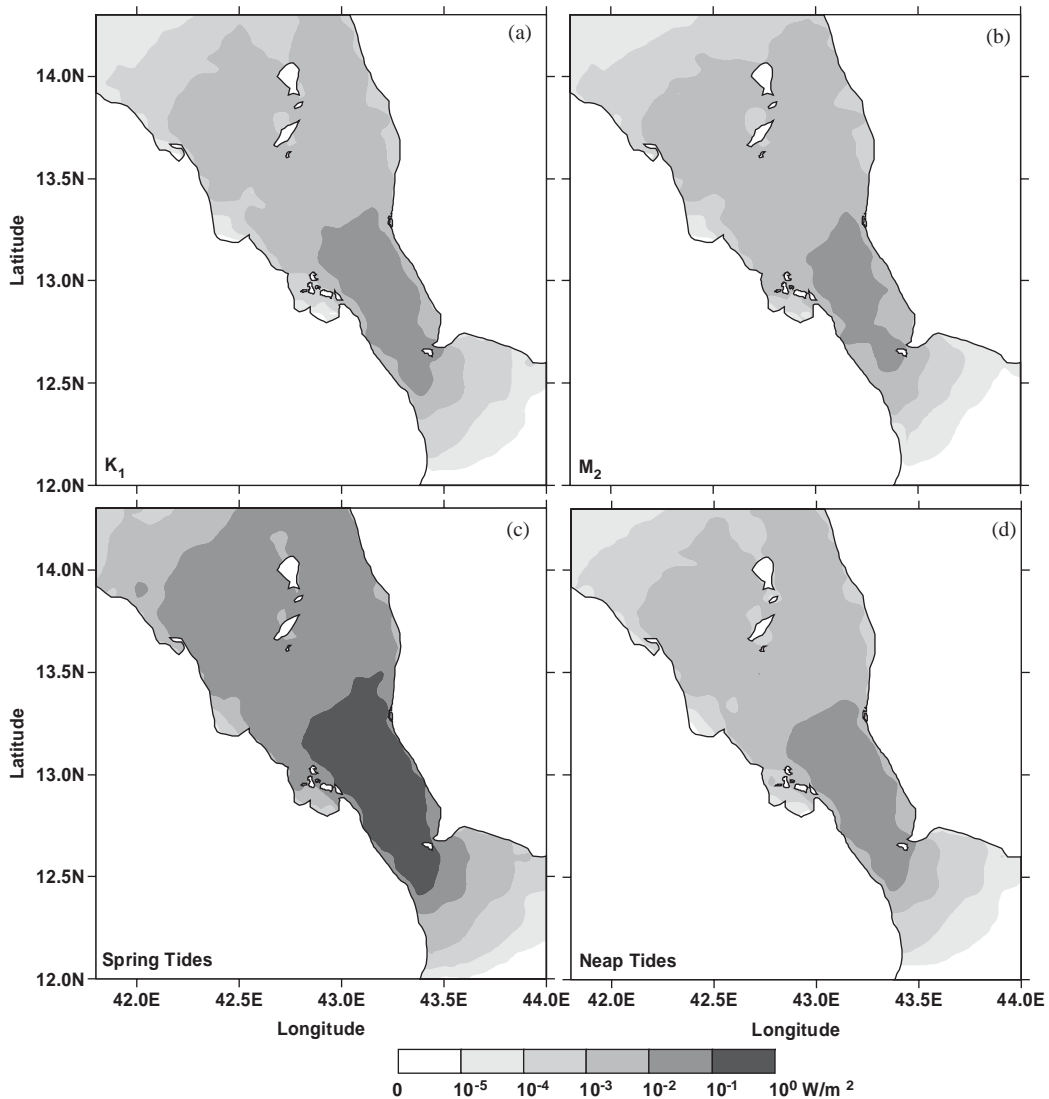 (a)
(b)
14.0N
13.5N
13.0N
12.5N
12.0N
Latitude
K1
M2
(c)
(d)
14.0N
13.5N
13.0N
12.5N
12.0N
Latitude
Spring Tides
Neap Tides
42.0E 42.5E 43.0E 43.5E 44.0E 42.0E 42.5E 43.0E 43.5E 44.0E
Longitude Longitude
0 10-5 10-4 10-3 10-2 10-1 100 W/m 2